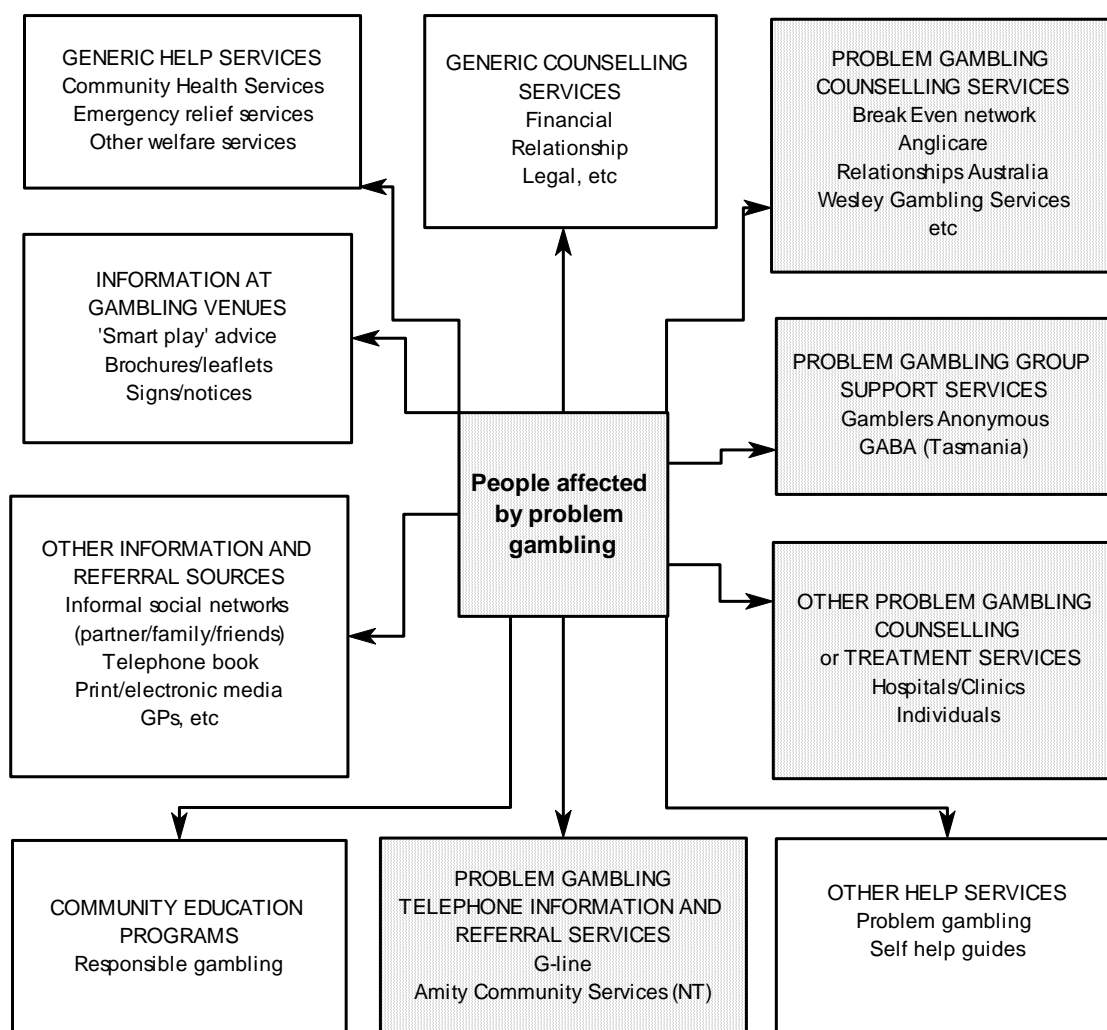 GENERIC HELP SERVICES
Community Health Services
Emergency relief services
Other welfare services
GENERIC COUNSELLING
SERVICES
Financial
Relationship
Legal, etc
PROBLEM GAMBLING
COUNSELLING SERVICES
Break Even network
Anglicare
Relationships Australia
Wesley Gambling Services
etc
INFORMATION AT
GAMBLING VENUES
'Smart play' advice
Brochures/leaflets
Signs/notices
PROBLEM GAMBLING GROUP
SUPPORT SERVICES
Gamblers Anonymous
GABA (Tasmania)
People affected
by problem
gambling
OTHER INFORMATION AND
REFERRAL SOURCES
Informal social networks
(partner/family/friends)
Telephone book
Print/electronic media
GPs, etc
OTHER PROBLEM GAMBLING
COUNSELLING
or TREATMENT SERVICES
Hospitals/Clinics
Individuals
COMMUNITY EDUCATION
PROGRAMS
Responsible gambling
PROBLEM GAMBLING
TELEPHONE INFORMATION AND
REFERRAL SERVICES
G-line
Amity Community Services (NT)
OTHER HELP SERVICES
Problem gambling
Self help guides